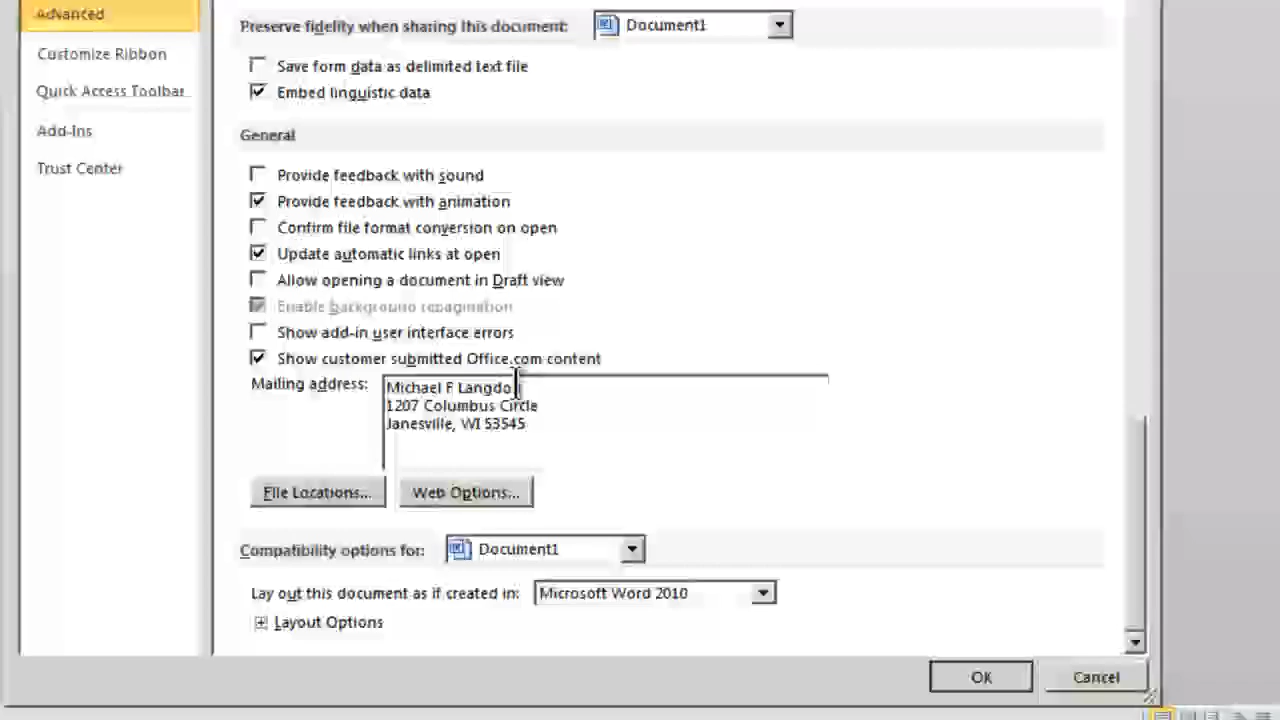 Advanced
Customize Ribbon
Quick Access Toolbar
Add-Ins
Trust Center
Preserve fidelity when sharing this document:
Document1
Save form data as delimited text file
Embed linguistic data
General
Provide feedback with sound
Provide feedback with animation
Confirm file format conversion on open
Update automatic links at open
Allow opening a document in Draft view
Enable background repagination
Show add-in user interface errors
Show customer submitted Office.com content
Mailing address:
Michael F Langdon
1207 Columbus Circle
Janesville, WI 53545
File Locations...
Web Options...
Compatibility options for:
Document1
Lay out this document as if created in:
Microsoft Word 2010
Layout Options
OK
Cancel